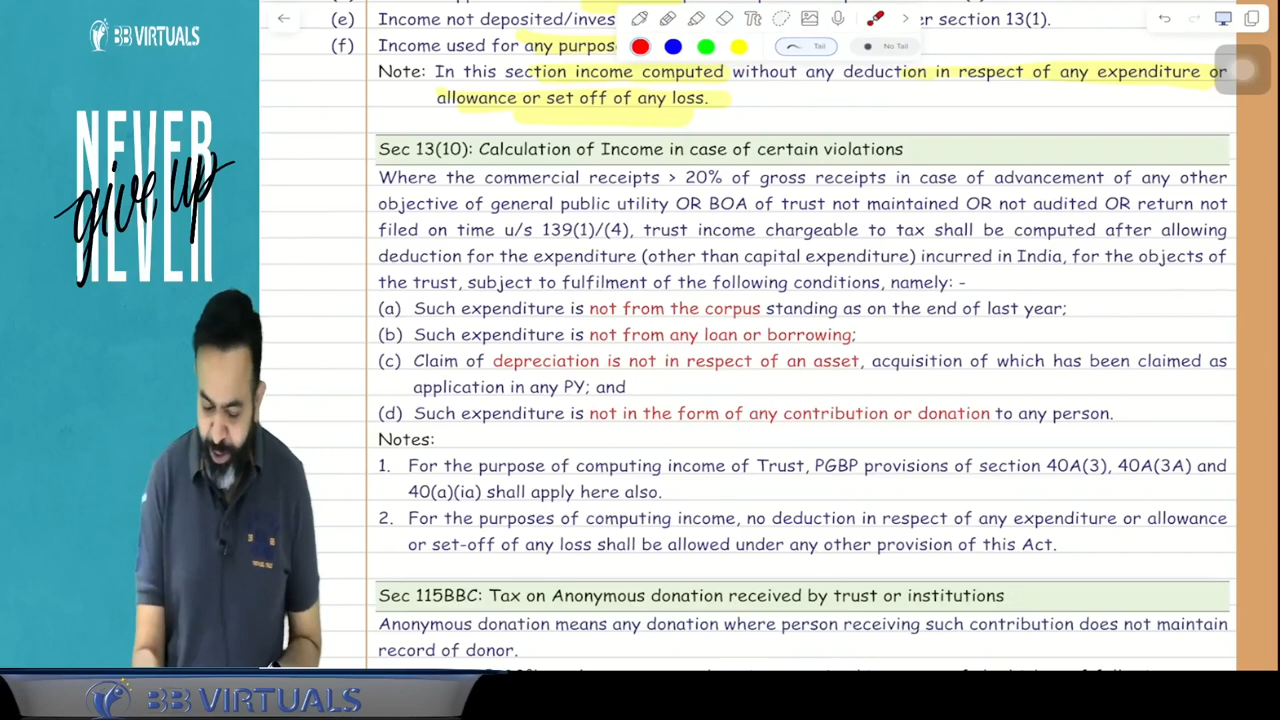 BB VIRTUALS
NEVER
give up
NEVER
(e) Income not deposited/inves
er section 13(1).
(f) Income used for any purpos
Tail
No Tail
Note: In this section income computed without any deduction in respect of any expenditure or
allowance or set off of any loss.
Sec 13(10): Calculation of Income in case of certain violations
Where the commercial receipts > 20% of gross receipts in case of advancement of any other
objective of general public utility OR BOA of trust not maintained OR not audited OR return not
filed on time u/s 139(1)/(4), trust income chargeable to tax shall be computed after allowing
deduction for the expenditure (other than capital expenditure) incurred in India, for the objects of
the trust, subject to fulfilment of the following conditions, namely: -
(a) Such expenditure is not from the corpus standing as on the end of last year;
(b) Such expenditure is not from any loan or borrowing;
(c) Claim of depreciation is not in respect of an asset, acquisition of which has been claimed as
application in any PY; and
(d) Such expenditure is not in the form of any contribution or donation to any person.
Notes:
1. For the purpose of computing income of Trust, PGBP provisions of section 40A(3), 40A(3A) and
40(a)(ia) shall apply here also.
2. For the purposes of computing income, no deduction in respect of any expenditure or allowance
or set-off of any loss shall be allowed under any other provision of this Act.
Sec 115BBC: Tax on Anonymous donation received by trust or institutions
Anonymous donation means any donation where person receiving such contribution does not maintain
record of donor.
BB VIRTUALS